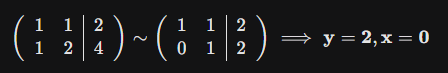 ( 1 1 | 2 ; 1 2 | 4 ) ~ ( 1 1 | 2 ; 0 1 | 2 ) ⟹ y = 2, x = 0